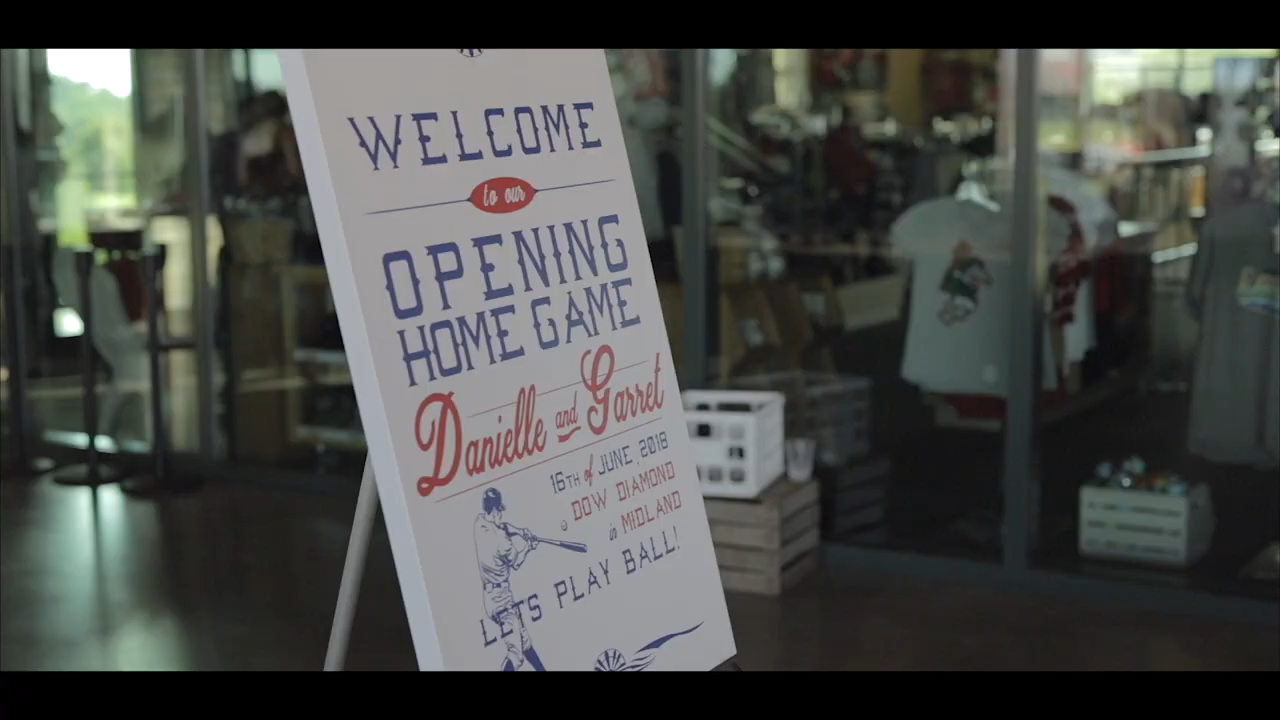 WELCOME
to our
OPENING
HOME GAME
Danielle and Garret
16TH of JUNE, 2018
@ DOW DIAMOND
in MIDLAND
LETS PLAY BALL!